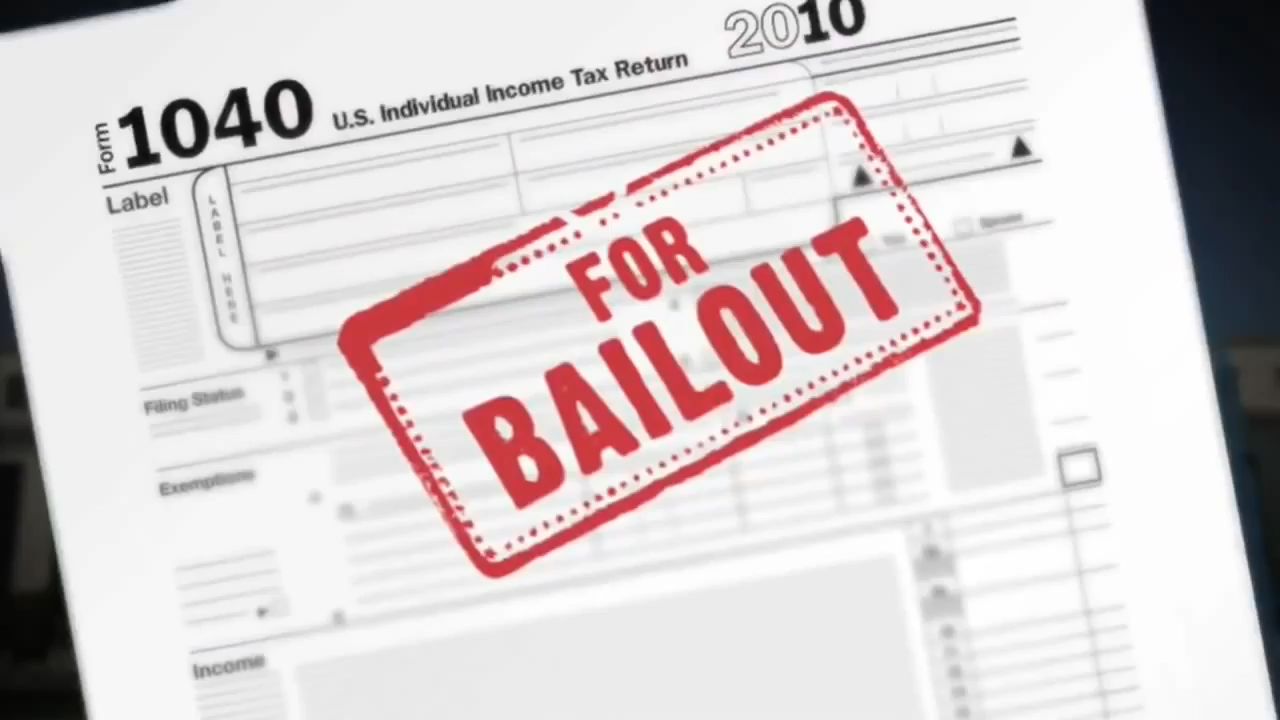 Form 1040 U.S. Individual Income Tax Return 2010
Label
LABEL HERE
FOR
BAILOUT
Filing Status
Exemptions
Income